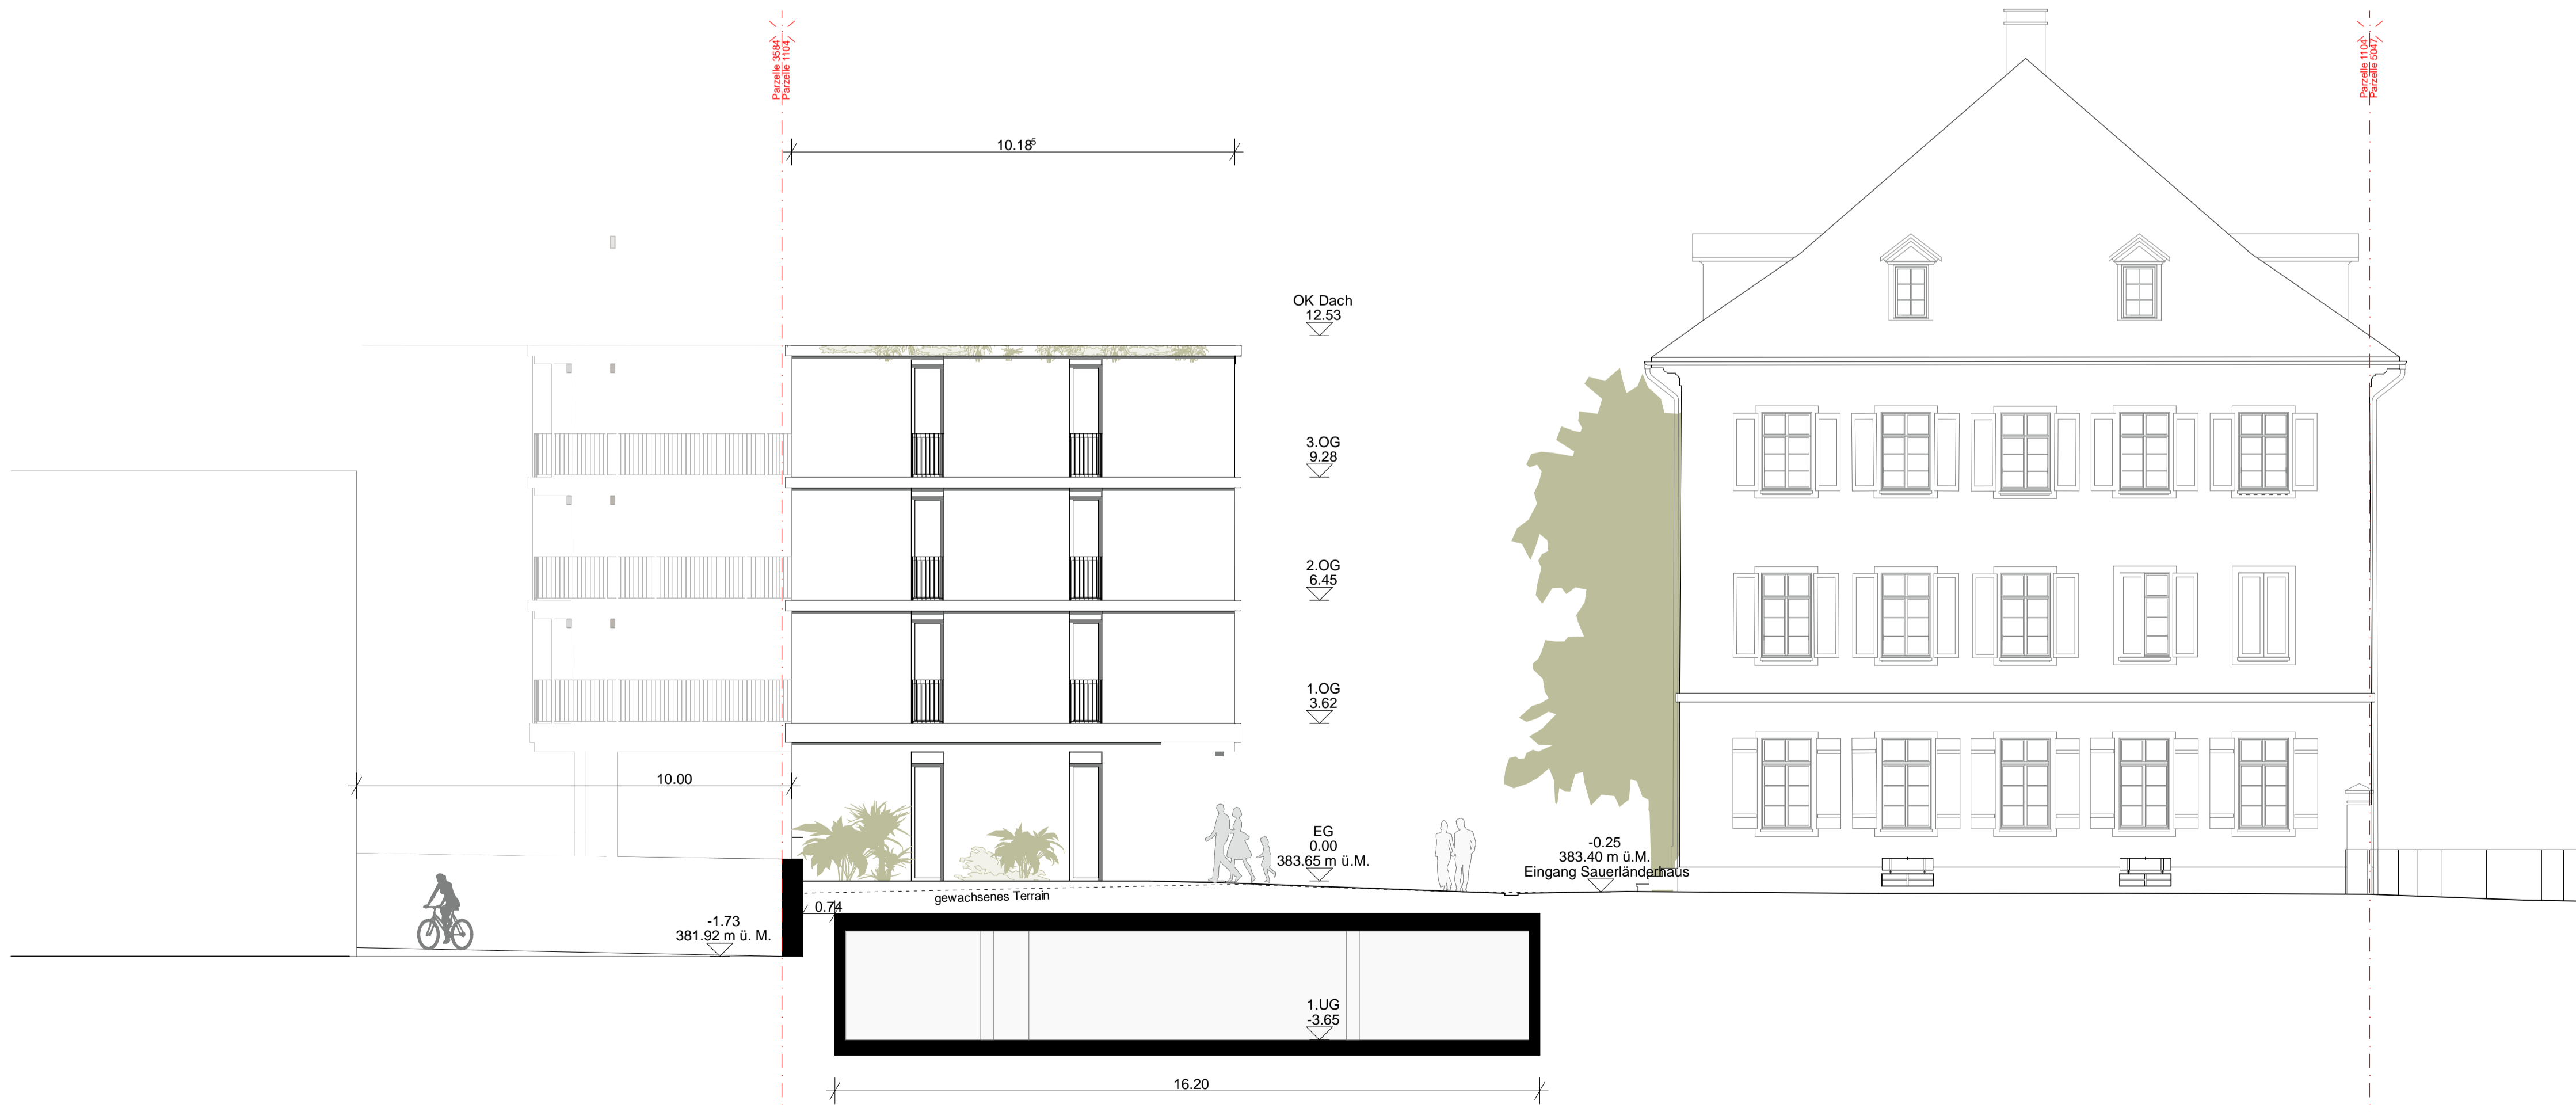 Parzelle 3584
Parzelle 1104
Parzelle 1104
Parzelle 5047
10.18⁵
OK Dach
12.53
3.OG
9.28
2.OG
6.45
1.OG
3.62
10.00
EG
0.00
383.65 m ü.M.
-0.25
383.40 m ü.M.
Eingang Sauerländerhaus
gewachsenes Terrain
0.74
-1.73
381.92 m ü. M.
1.UG
-3.65
16.20